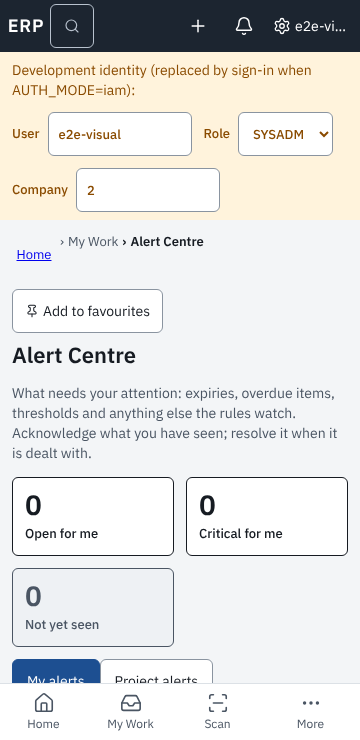 ERP e2e-vi...
Development identity (replaced by sign-in when
AUTH_MODE=iam):
User e2e-visual Role SYSADM
Company 2
Home › My Work › Alert Centre
Add to favourites
Alert Centre
What needs your attention: expiries, overdue items,
thresholds and anything else the rules watch.
Acknowledge what you have seen; resolve it when it
is dealt with.
0 0
Open for me Critical for me
0
Not yet seen
My alerts Project alerts
Home My Work Scan More